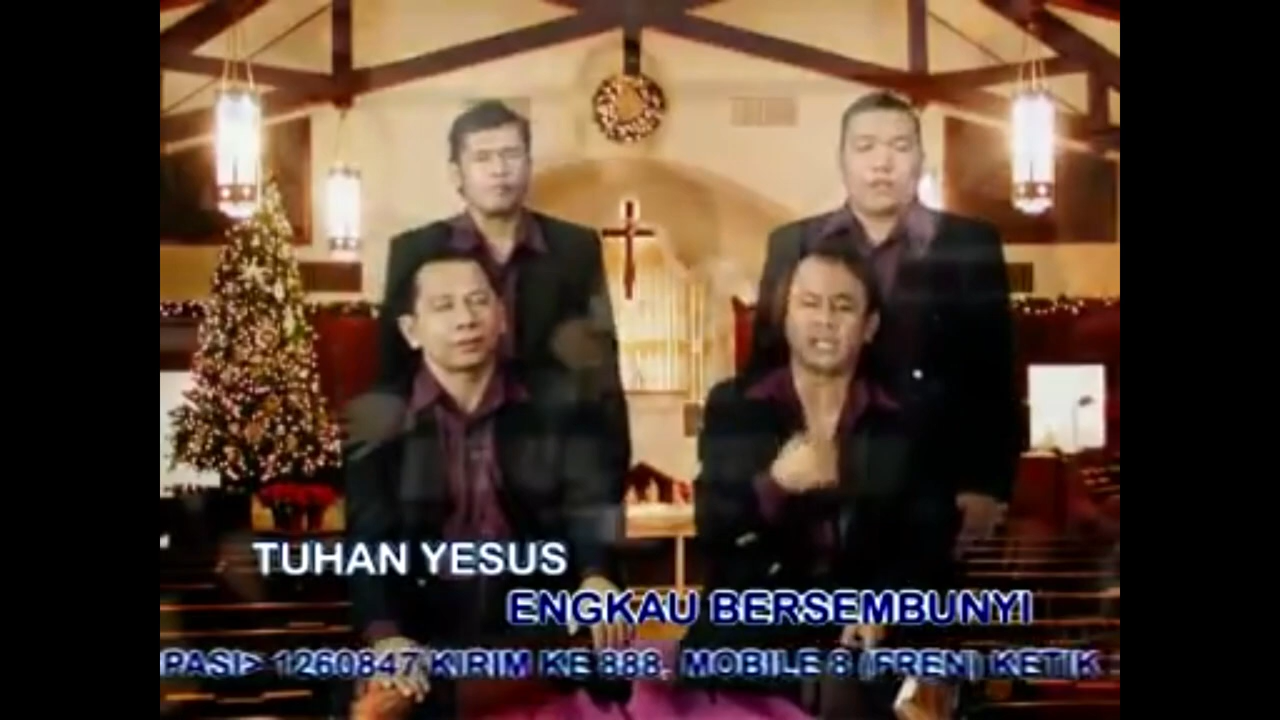 TUHAN YESUS
ENGKAU BERSEMBUNYI
PASI> 1260847 KIRIM KE 888, MOBILE 8 (FREN) KETIK